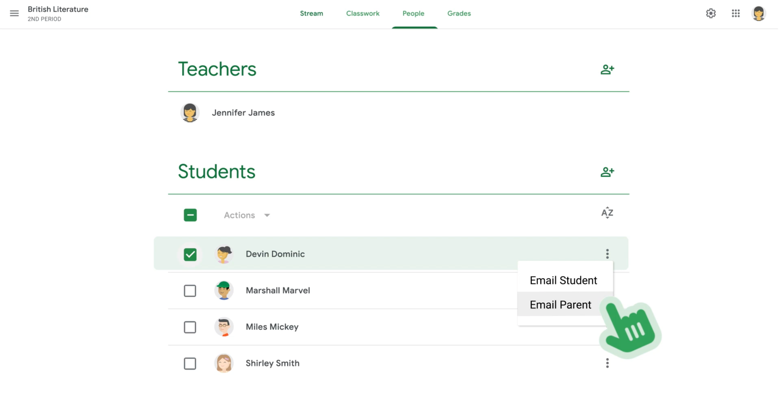 British Literature
2ND PERIOD
Stream Classwork People Grades
Teachers
Jennifer James
Students
Actions
AZ
Devin Dominic
Email Student
Marshall Marvel
Email Parent
Miles Mickey
Shirley Smith